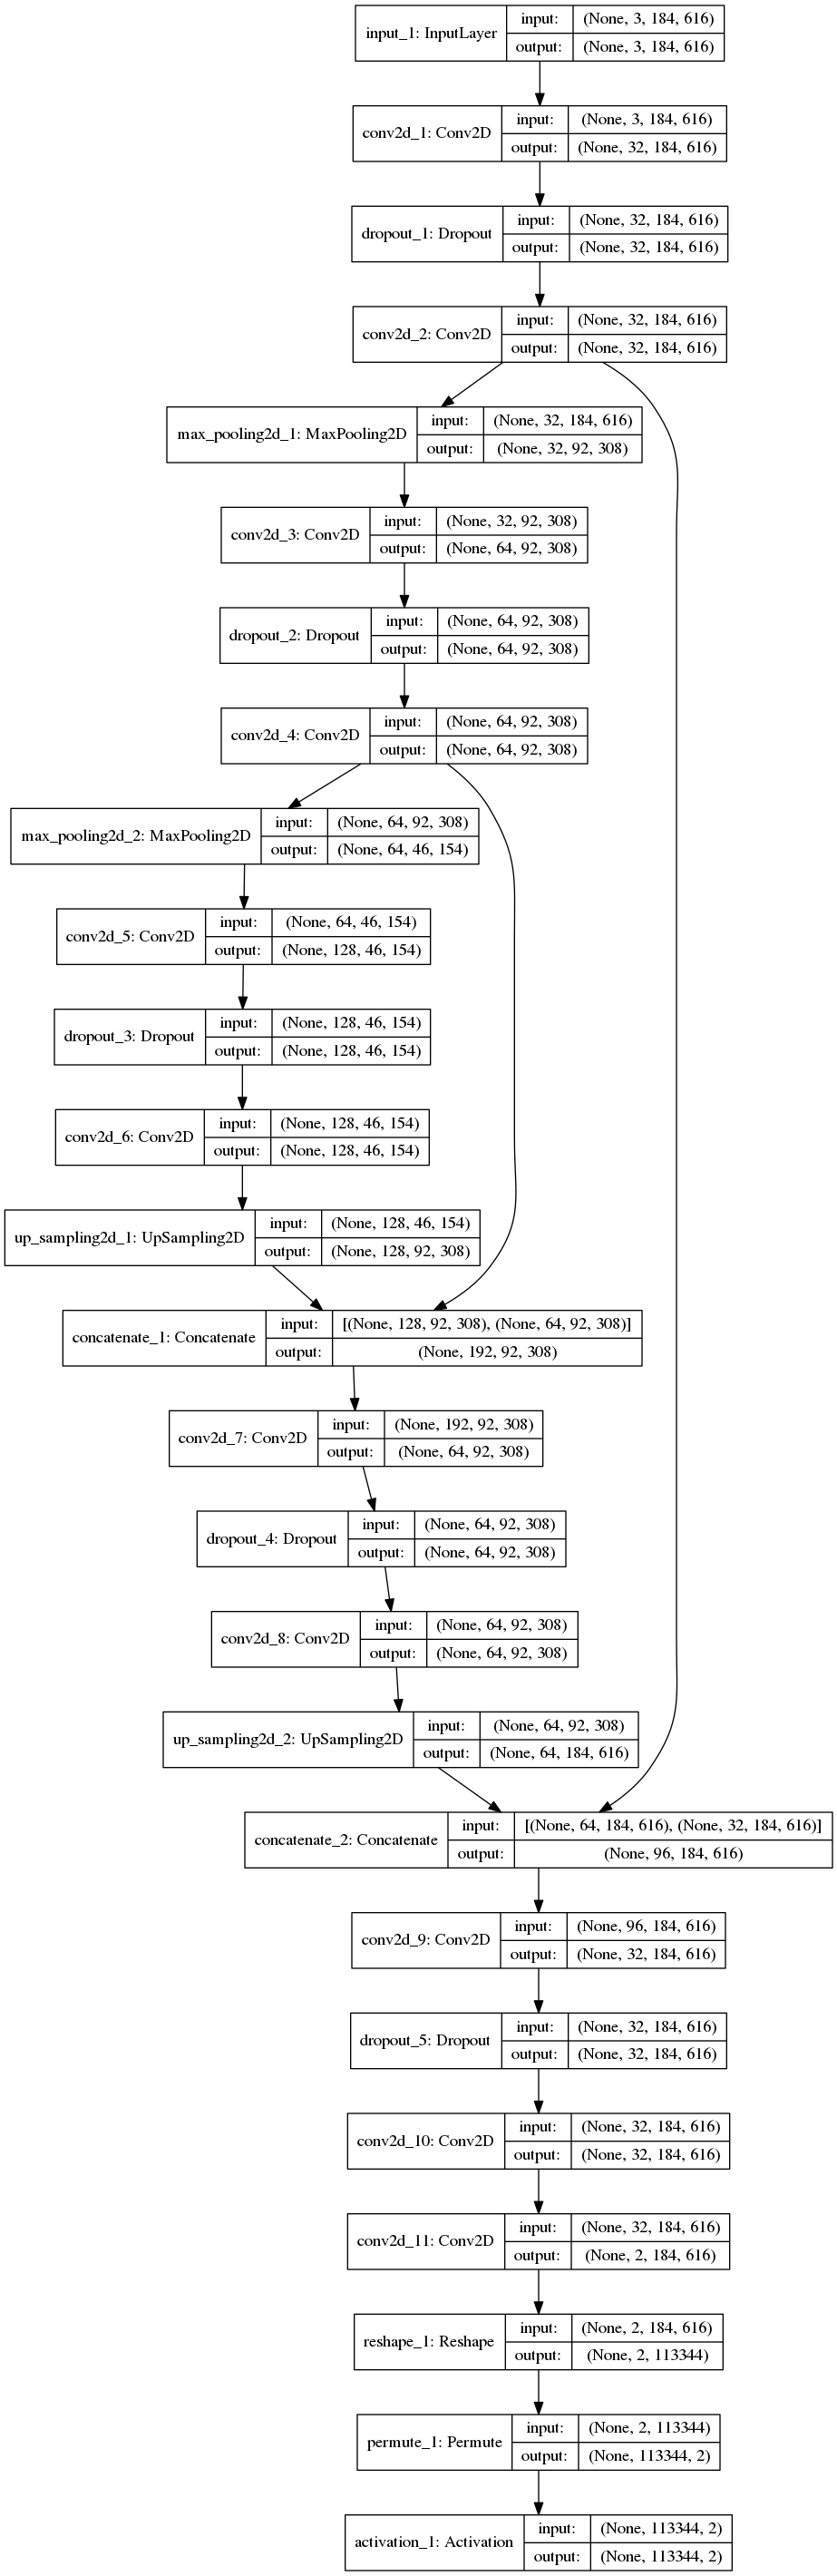 input_1: InputLayer
input: (None, 3, 184, 616)
output: (None, 3, 184, 616)
conv2d_1: Conv2D
input: (None, 3, 184, 616)
output: (None, 32, 184, 616)
dropout_1: Dropout
input: (None, 32, 184, 616)
output: (None, 32, 184, 616)
conv2d_2: Conv2D
input: (None, 32, 184, 616)
output: (None, 32, 184, 616)
max_pooling2d_1: MaxPooling2D
input: (None, 32, 184, 616)
output: (None, 32, 92, 308)
conv2d_3: Conv2D
input: (None, 32, 92, 308)
output: (None, 64, 92, 308)
dropout_2: Dropout
input: (None, 64, 92, 308)
output: (None, 64, 92, 308)
conv2d_4: Conv2D
input: (None, 64, 92, 308)
output: (None, 64, 92, 308)
max_pooling2d_2: MaxPooling2D
input: (None, 64, 92, 308)
output: (None, 64, 46, 154)
conv2d_5: Conv2D
input: (None, 64, 46, 154)
output: (None, 128, 46, 154)
dropout_3: Dropout
input: (None, 128, 46, 154)
output: (None, 128, 46, 154)
conv2d_6: Conv2D
input: (None, 128, 46, 154)
output: (None, 128, 46, 154)
up_sampling2d_1: UpSampling2D
input: (None, 128, 46, 154)
output: (None, 128, 92, 308)
concatenate_1: Concatenate
input: [(None, 128, 92, 308), (None, 64, 92, 308)]
output: (None, 192, 92, 308)
conv2d_7: Conv2D
input: (None, 192, 92, 308)
output: (None, 64, 92, 308)
dropout_4: Dropout
input: (None, 64, 92, 308)
output: (None, 64, 92, 308)
conv2d_8: Conv2D
input: (None, 64, 92, 308)
output: (None, 64, 92, 308)
up_sampling2d_2: UpSampling2D
input: (None, 64, 92, 308)
output: (None, 64, 184, 616)
concatenate_2: Concatenate
input: [(None, 64, 184, 616), (None, 32, 184, 616)]
output: (None, 96, 184, 616)
conv2d_9: Conv2D
input: (None, 96, 184, 616)
output: (None, 32, 184, 616)
dropout_5: Dropout
input: (None, 32, 184, 616)
output: (None, 32, 184, 616)
conv2d_10: Conv2D
input: (None, 32, 184, 616)
output: (None, 32, 184, 616)
conv2d_11: Conv2D
input: (None, 32, 184, 616)
output: (None, 2, 184, 616)
reshape_1: Reshape
input: (None, 2, 184, 616)
output: (None, 2, 113344)
permute_1: Permute
input: (None, 2, 113344)
output: (None, 113344, 2)
activation_1: Activation
input: (None, 113344, 2)
output: (None, 113344, 2)